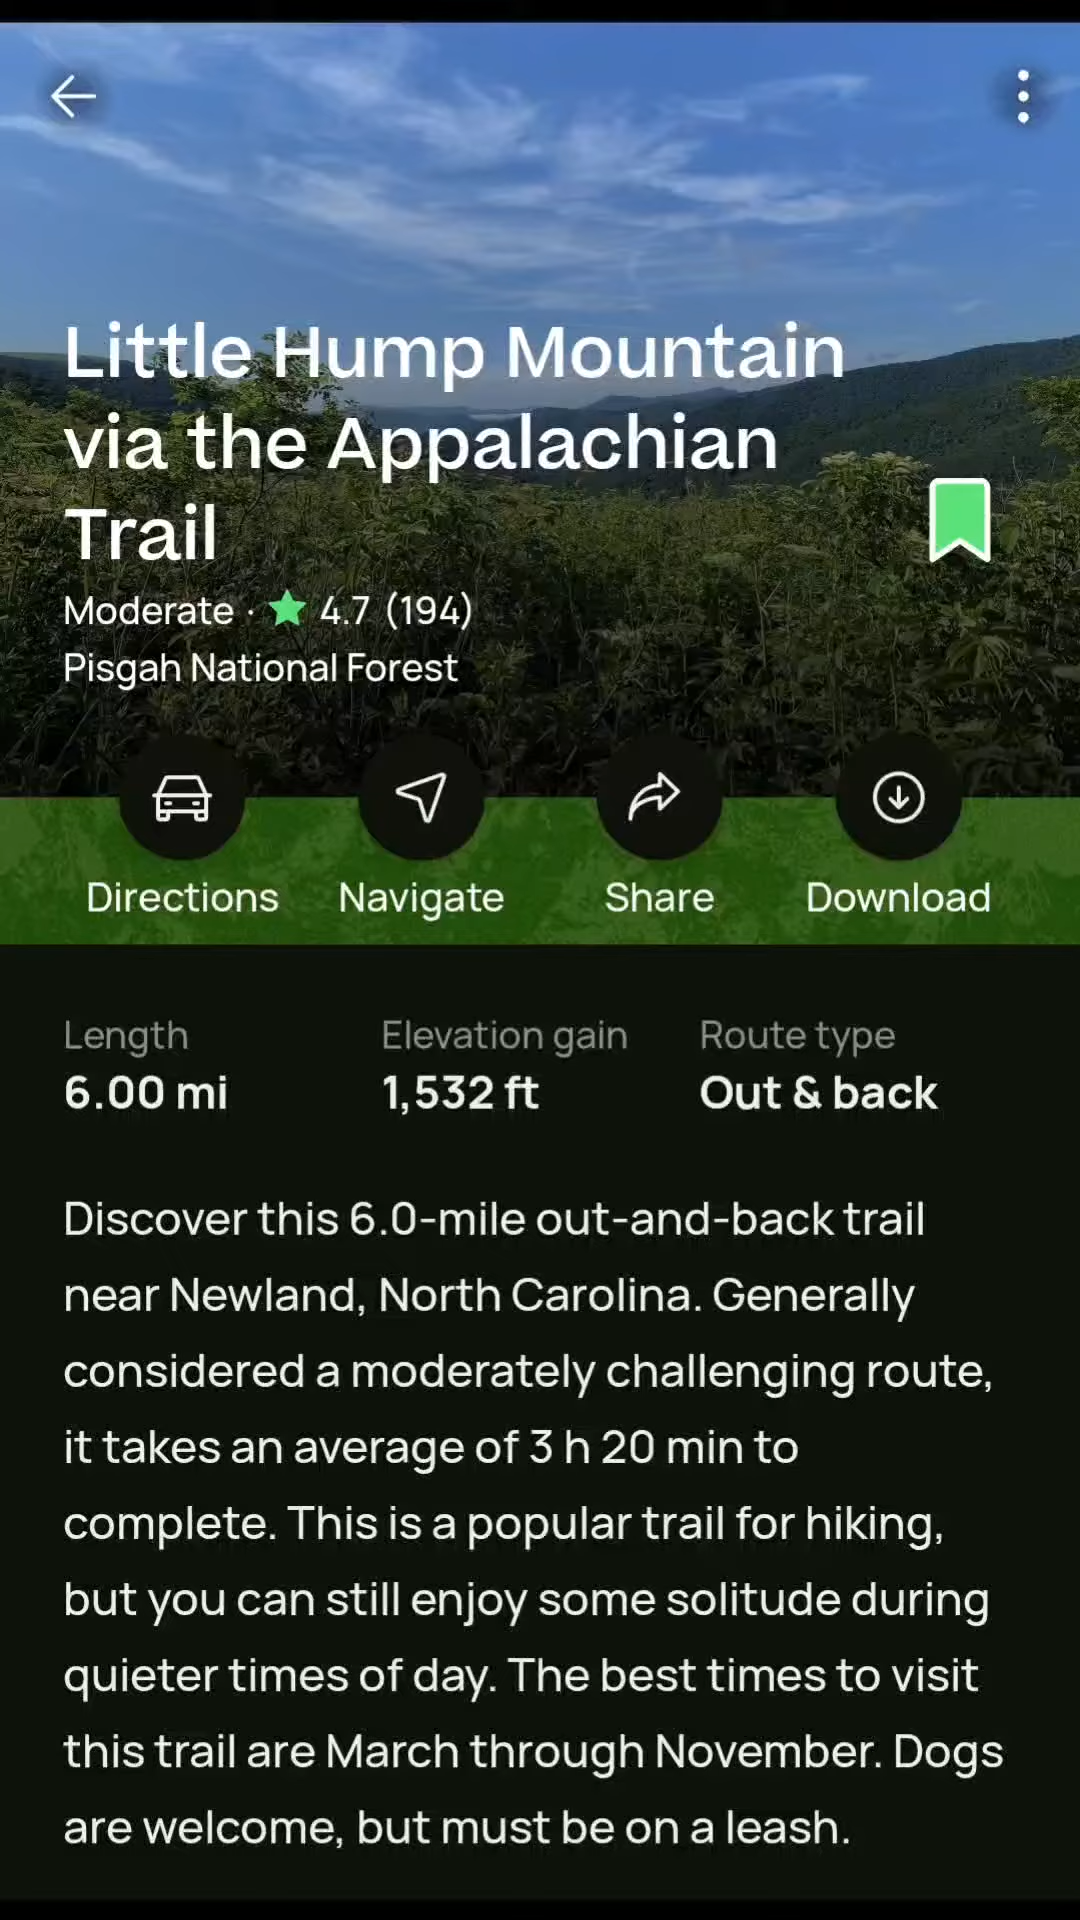 Little Hump Mountain
via the Appalachian
Trail
Moderate · 4.7 (194)
Pisgah National Forest
Directions Navigate Share Download
Length Elevation gain Route type
6.00 mi 1,532 ft Out & back
Discover this 6.0-mile out-and-back trail
near Newland, North Carolina. Generally
considered a moderately challenging route,
it takes an average of 3 h 20 min to
complete. This is a popular trail for hiking,
but you can still enjoy some solitude during
quieter times of day. The best times to visit
this trail are March through November. Dogs
are welcome, but must be on a leash.